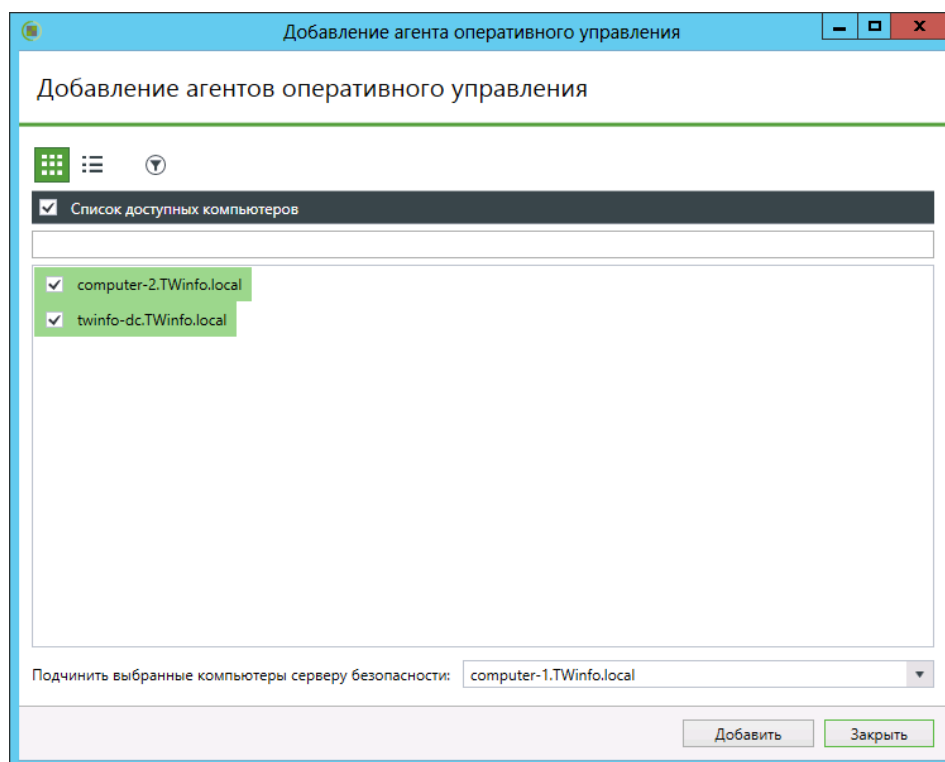 Добавление агента оперативного управления
Добавление агентов оперативного управления
Список доступных компьютеров
computer-2.TWinfo.local
twinfo-dc.TWinfo.local
Подчинить выбранные компьютеры серверу безопасности: computer-1.TWinfo.local
Добавить Закрыть